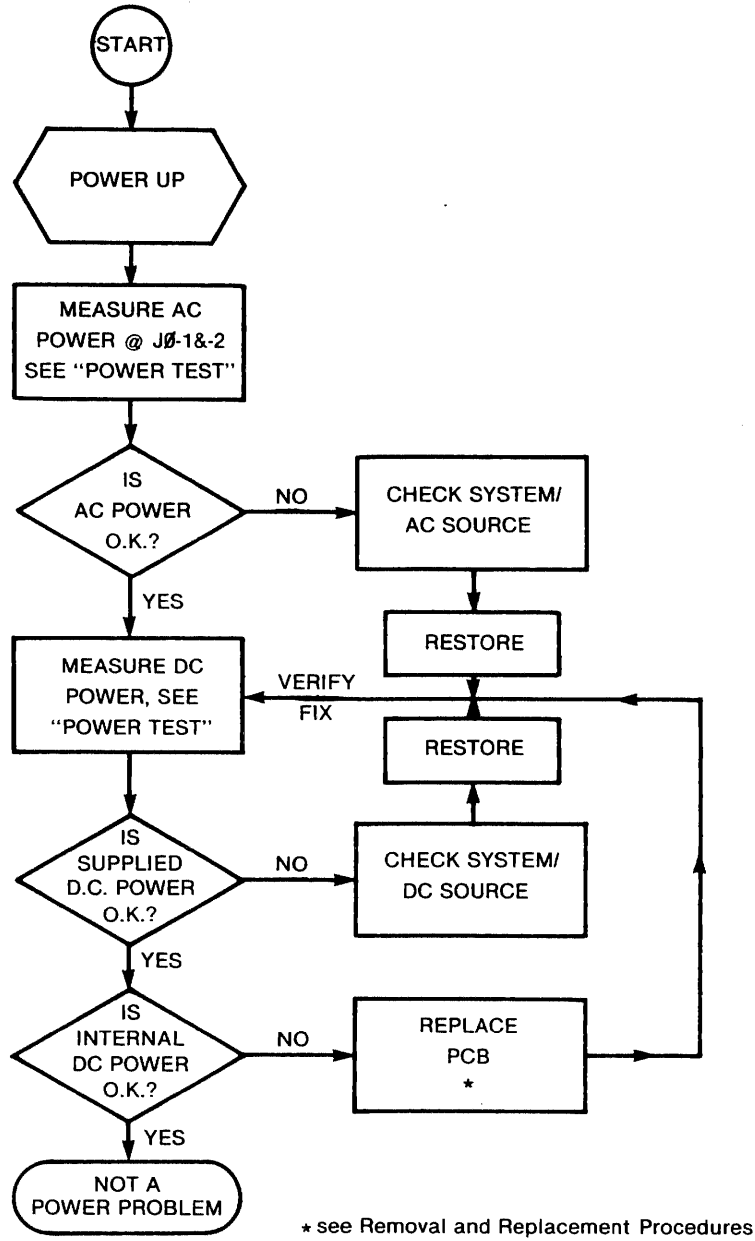 START
POWER UP
MEASURE AC
POWER @ JØ-1&-2
SEE “POWER TEST”
IS
AC POWER
O.K.?
NO
CHECK SYSTEM/
AC SOURCE
YES
RESTORE
MEASURE DC
POWER, SEE
“POWER TEST”
VERIFY
FIX
RESTORE
IS
SUPPLIED
D.C. POWER
O.K.?
NO
CHECK SYSTEM/
DC SOURCE
YES
IS
INTERNAL
DC POWER
O.K.?
NO
REPLACE
PCB
*
YES
NOT A
POWER PROBLEM
* see Removal and Replacement Procedures